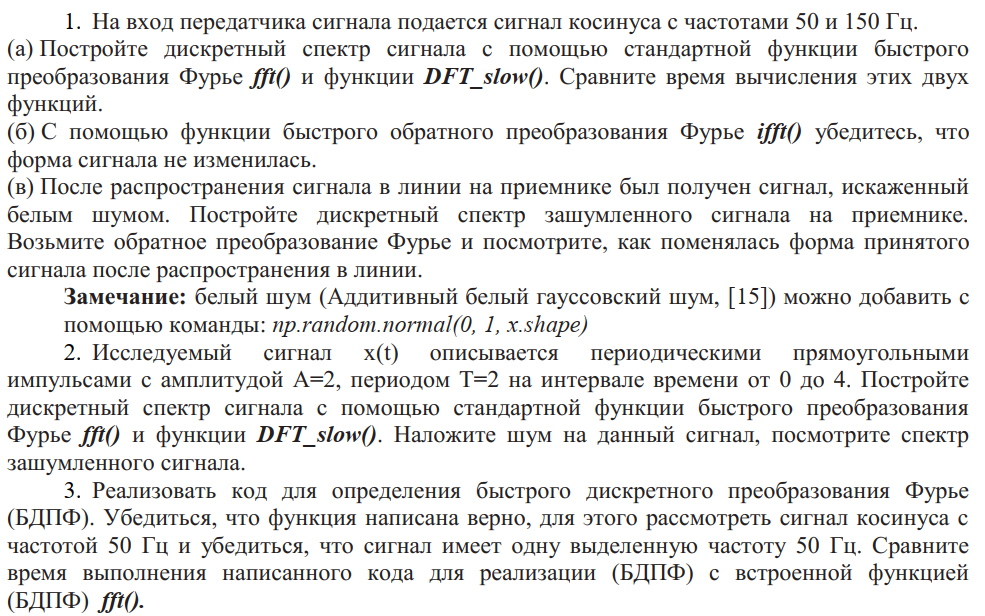 1. На вход передатчика сигнала подается сигнал косинуса с частотами 50 и 150 Гц.
(а) Постройте дискретный спектр сигнала с помощью стандартной функции быстрого
преобразования Фурье fft() и функции DFT_slow(). Сравните время вычисления этих двух
функций.
(б) С помощью функции быстрого обратного преобразования Фурье ifft() убедитесь, что
форма сигнала не изменилась.
(в) После распространения сигнала в линии на приемнике был получен сигнал, искаженный
белым шумом. Постройте дискретный спектр зашумленного сигнала на приемнике.
Возьмите обратное преобразование Фурье и посмотрите, как поменялась форма принятого
сигнала после распространения в линии.
Замечание: белый шум (Аддитивный белый гауссовский шум, [15]) можно добавить с
помощью команды: np.random.normal(0, 1, x.shape)
2. Исследуемый сигнал x(t) описывается периодическими прямоугольными
импульсами с амплитудой А=2, периодом Т=2 на интервале времени от 0 до 4. Постройте
дискретный спектр сигнала с помощью стандартной функции быстрого преобразования
Фурье fft() и функции DFT_slow(). Наложите шум на данный сигнал, посмотрите спектр
зашумленного сигнала.
3. Реализовать код для определения быстрого дискретного преобразования Фурье
(БДПФ). Убедиться, что функция написана верно, для этого рассмотреть сигнал косинуса с
частотой 50 Гц и убедиться, что сигнал имеет одну выделенную частоту 50 Гц. Сравните
время выполнения написанного кода для реализации (БДПФ) с встроенной функцией
(БДПФ) fft().